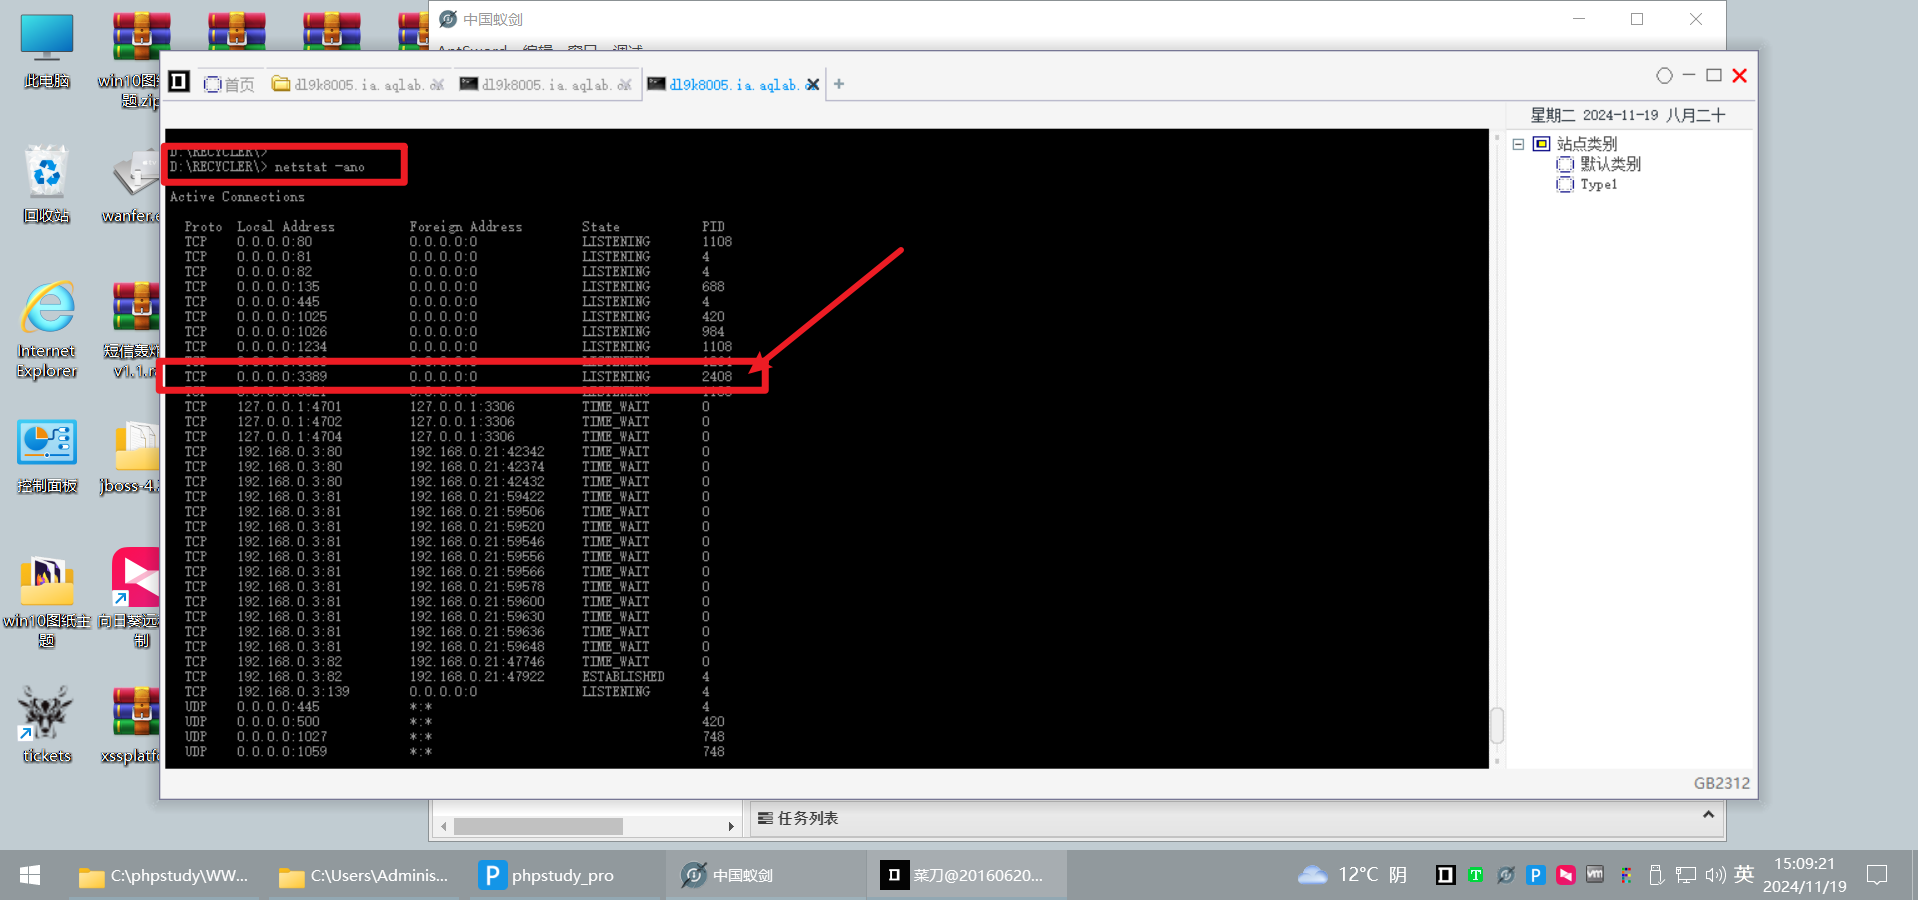 此电脑
win10图
题.zip
回收站
wanfer.e
Internet
Explorer
短信轰炸
v1.1.r
控制面板
jboss-4.
win10图纸主
题
向日葵远
制
tickets
xssplatfo
中国蚁剑
AntSword 编辑 窗口 调试
首页
dl9k8005.ia.aqlab.
dl9k8005.ia.aqlab.
dl9k8005.ia.aqlab.
星期二 2024-11-19 八月二十
站点类别
默认类别
Type1
D:\RECYCLER\>
D:\RECYCLER\> netstat -ano
Active Connections
Proto Local Address Foreign Address State PID
TCP 0.0.0.0:80 0.0.0.0:0 LISTENING 1108
TCP 0.0.0.0:81 0.0.0.0:0 LISTENING 4
TCP 0.0.0.0:82 0.0.0.0:0 LISTENING 4
TCP 0.0.0.0:135 0.0.0.0:0 LISTENING 688
TCP 0.0.0.0:445 0.0.0.0:0 LISTENING 4
TCP 0.0.0.0:1025 0.0.0.0:0 LISTENING 420
TCP 0.0.0.0:1026 0.0.0.0:0 LISTENING 984
TCP 0.0.0.0:1234 0.0.0.0:0 LISTENING 1108
TCP 0.0.0.0:3389 0.0.0.0:0 LISTENING 2408
TCP 127.0.0.1:4701 127.0.0.1:3306 TIME_WAIT 0
TCP 127.0.0.1:4702 127.0.0.1:3306 TIME_WAIT 0
TCP 127.0.0.1:4704 127.0.0.1:3306 TIME_WAIT 0
TCP 192.168.0.3:80 192.168.0.21:42342 TIME_WAIT 0
TCP 192.168.0.3:80 192.168.0.21:42374 TIME_WAIT 0
TCP 192.168.0.3:80 192.168.0.21:42432 TIME_WAIT 0
TCP 192.168.0.3:81 192.168.0.21:59422 TIME_WAIT 0
TCP 192.168.0.3:81 192.168.0.21:59506 TIME_WAIT 0
TCP 192.168.0.3:81 192.168.0.21:59520 TIME_WAIT 0
TCP 192.168.0.3:81 192.168.0.21:59546 TIME_WAIT 0
TCP 192.168.0.3:81 192.168.0.21:59556 TIME_WAIT 0
TCP 192.168.0.3:81 192.168.0.21:59566 TIME_WAIT 0
TCP 192.168.0.3:81 192.168.0.21:59578 TIME_WAIT 0
TCP 192.168.0.3:81 192.168.0.21:59600 TIME_WAIT 0
TCP 192.168.0.3:81 192.168.0.21:59630 TIME_WAIT 0
TCP 192.168.0.3:81 192.168.0.21:59636 TIME_WAIT 0
TCP 192.168.0.3:81 192.168.0.21:59648 TIME_WAIT 0
TCP 192.168.0.3:82 192.168.0.21:47746 TIME_WAIT 0
TCP 192.168.0.3:82 192.168.0.21:47922 ESTABLISHED 4
TCP 192.168.0.3:139 0.0.0.0:0 LISTENING 4
UDP 0.0.0.0:445 *:* 4
UDP 0.0.0.0:500 *:* 420
UDP 0.0.0.0:1027 *:* 748
UDP 0.0.0.0:1059 *:* 748
GB2312
任务列表
C:\phpstudy\WW...
C:\Users\Adminis...
phpstudy_pro
中国蚁剑
菜刀@20160620...
12°C 阴
英
15:09:21
2024/11/19